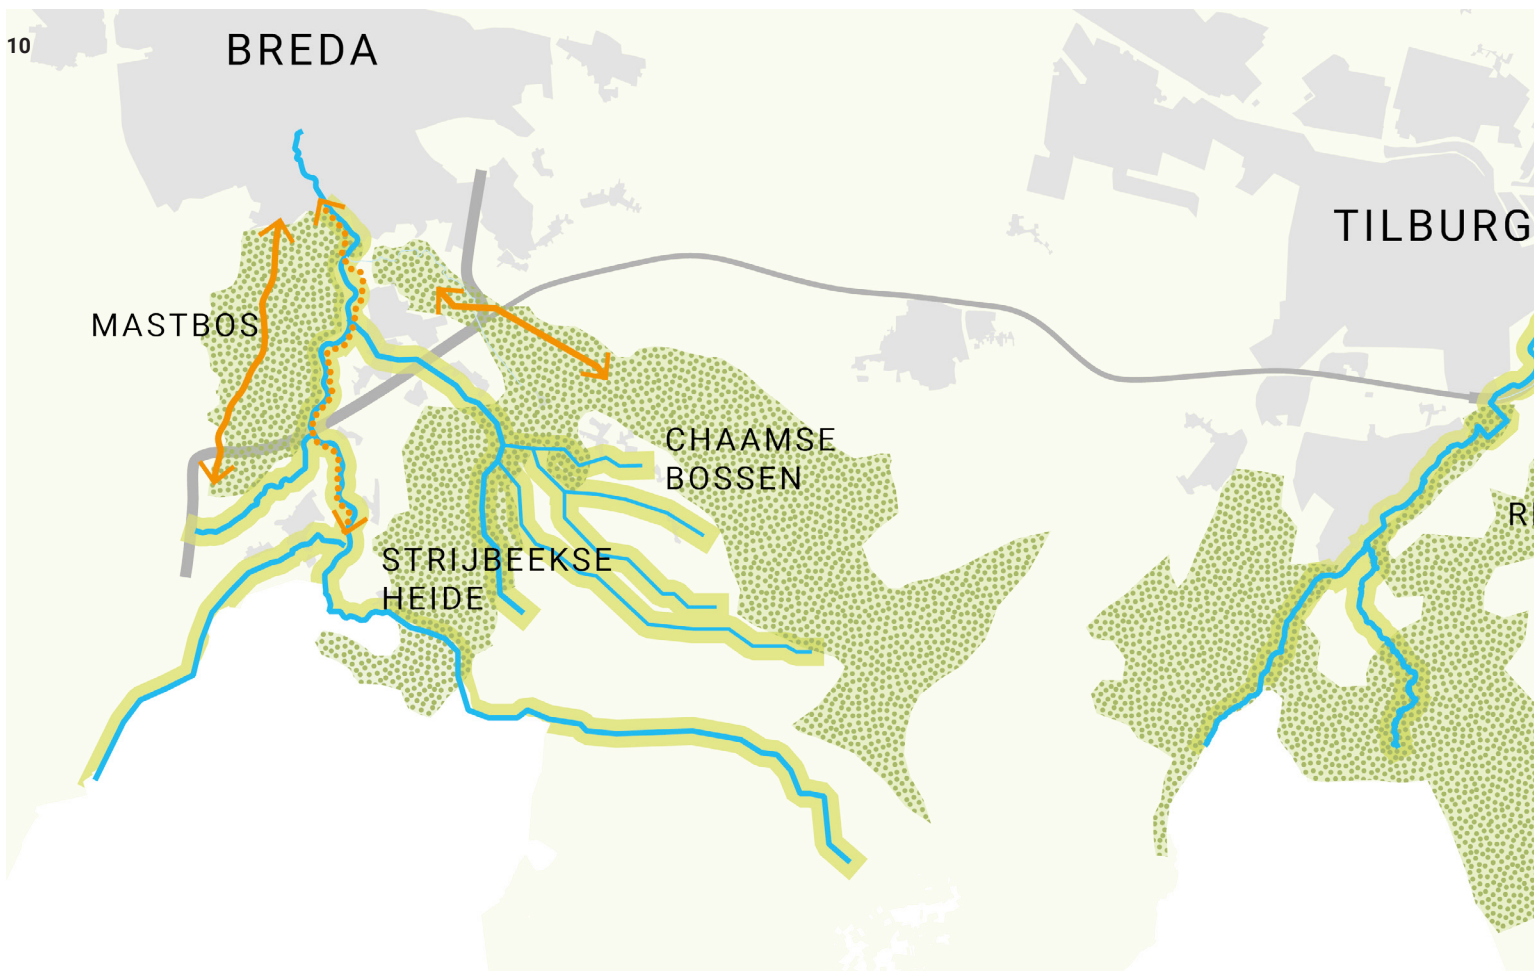 10
BREDA
TILBURG
MASTBOS
CHAAMSE
BOSSEN
STRIJBEEKSE
HEIDE